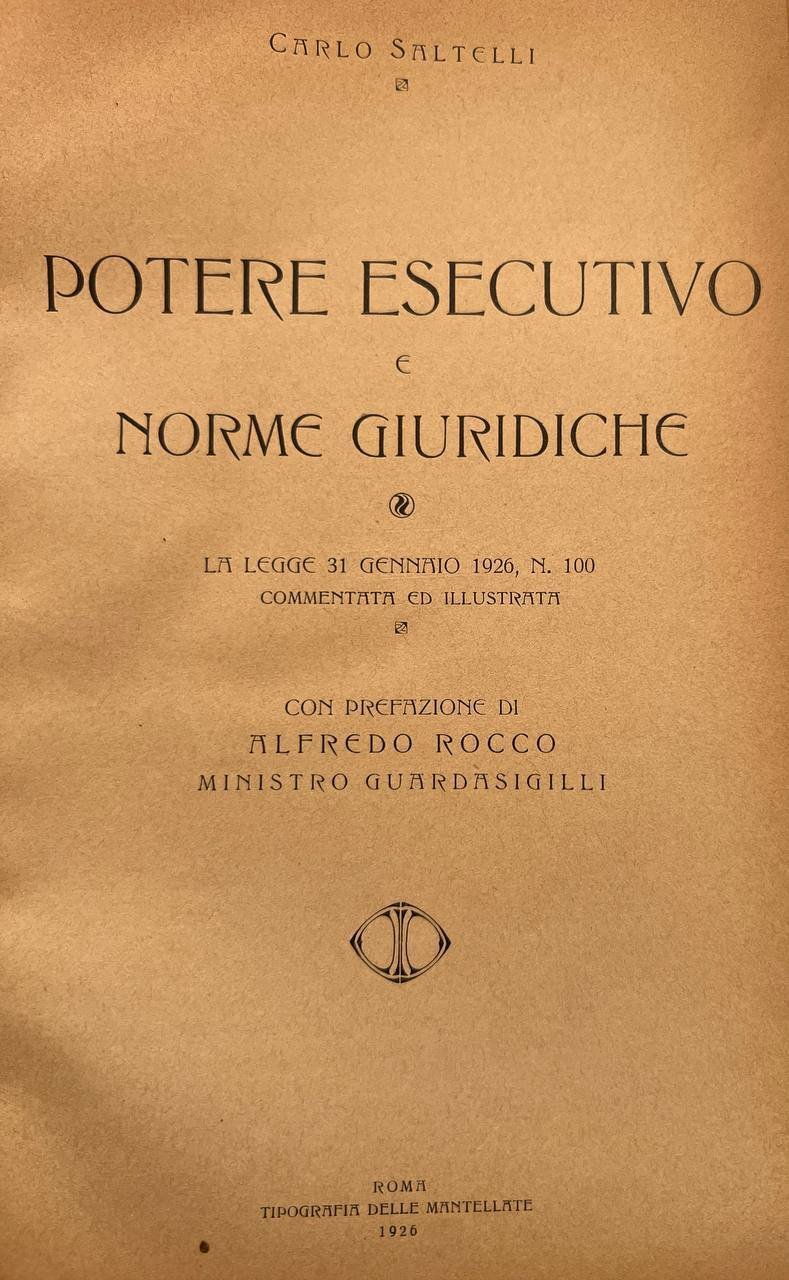 CARLO SALTELLI
POTERE ESECUTIVO
E
NORME GIURIDICHE
LA LEGGE 31 GENNAIO 1926, N. 100
COMMENTATA ED ILLUSTRATA
CON PREFAZIONE DI
ALFREDO ROCCO
MINISTRO GUARDASIGILLI
ROMA
TIPOGRAFIA DELLE MANTELLATE
1926